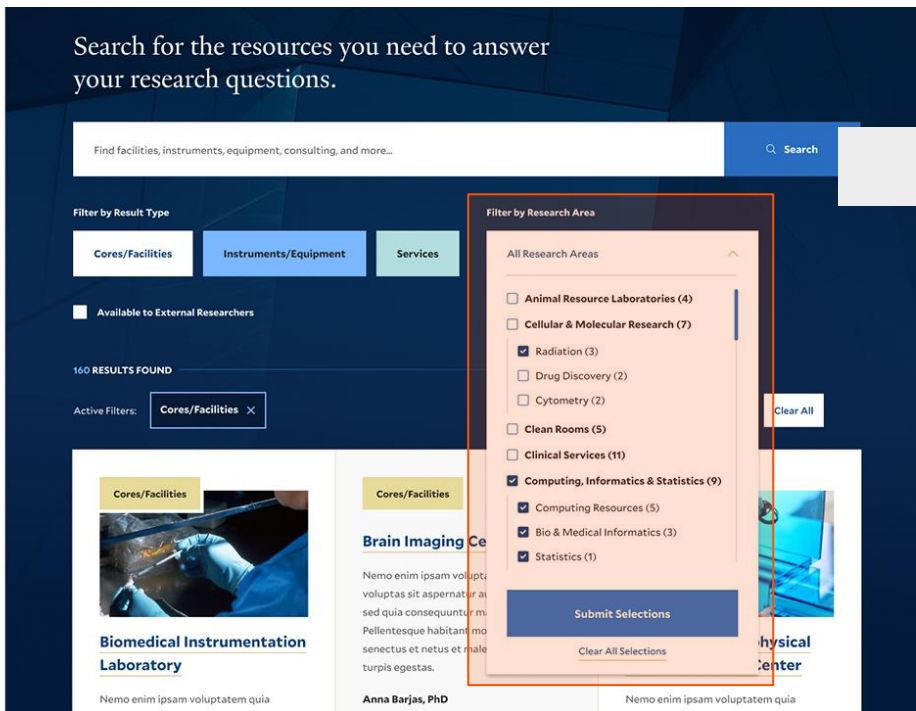 Search for the resources you need to answer
your research questions.
Find facilities, instruments, equipment, consulting, and more...
Search
Filter by Result Type
Cores/Facilities
Instruments/Equipment
Services
Available to External Researchers
Filter by Research Area
All Research Areas
Animal Resource Laboratories (4)
Cellular & Molecular Research (7)
Radiation (3)
Drug Discovery (2)
Cytometry (2)
Clean Rooms (5)
Clinical Services (11)
Computing, Informatics & Statistics (9)
Computing Resources (5)
Bio & Medical Informatics (3)
Statistics (1)
Submit Selections
Clear All Selections
160 RESULTS FOUND
Active Filters:
Cores/Facilities
Clear All
Cores/Facilities
Biomedical Instrumentation
Laboratory
Nemo enim ipsam voluptatem quia
Cores/Facilities
Brain Imaging
Nemo enim ipsam
voluptas sit aspernatur
sed quia consequuntur
Pellentesque habitant
senectus et netus et
turpis egestas.
Anna Barjas, PhD
Center
Nemo enim ipsam voluptatem quia